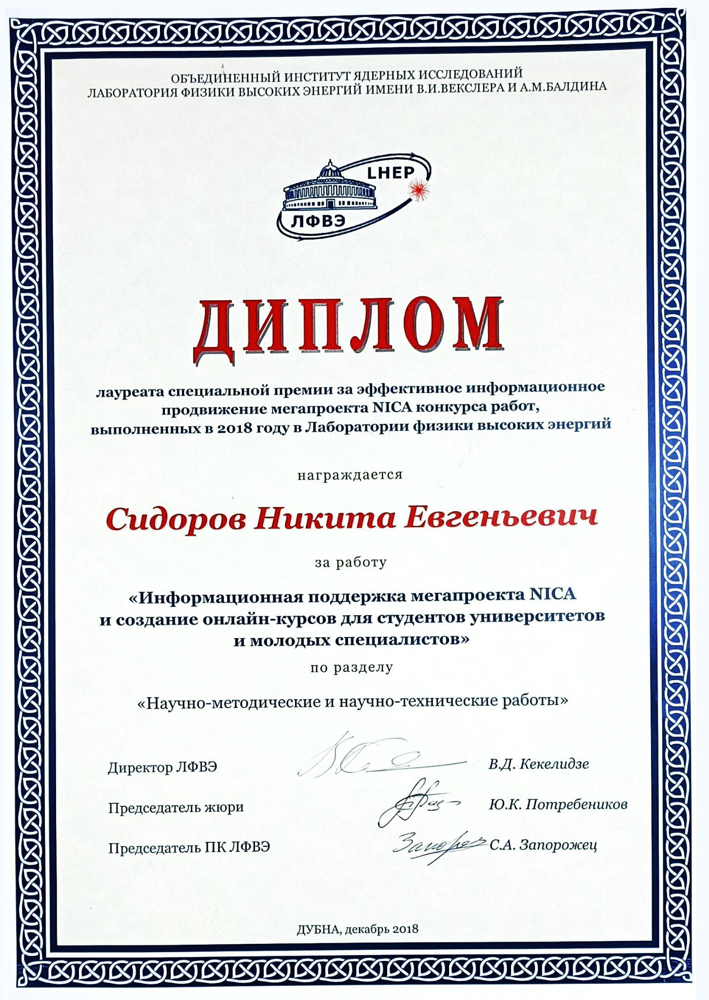 ОБЪЕДИНЕННЫЙ ИНСТИТУТ ЯДЕРНЫХ ИССЛЕДОВАНИЙ
ЛАБОРАТОРИЯ ФИЗИКИ ВЫСОКИХ ЭНЕРГИЙ ИМЕНИ В.И.ВЕКСЛЕРА И А.М.БАЛДИНА
LHEP
ЛФВЭ
ДИПЛОМ
лауреата специальной премии за эффективное информационное
продвижение мегапроекта NICA конкурса работ,
выполненных в 2018 году в Лаборатории физики высоких энергий
награждается
Сидоров Никита Евгеньевич
за работу
«Информационная поддержка мегапроекта NICA
и создание онлайн-курсов для студентов университетов
и молодых специалистов»
по разделу
«Научно-методические и научно-технические работы»
Директор ЛФВЭ В.Д. Кекелидзе
Председатель жюри Ю.К. Потребеников
Председатель ПК ЛФВЭ С.А. Запорожец
ДУБНА, декабрь 2018